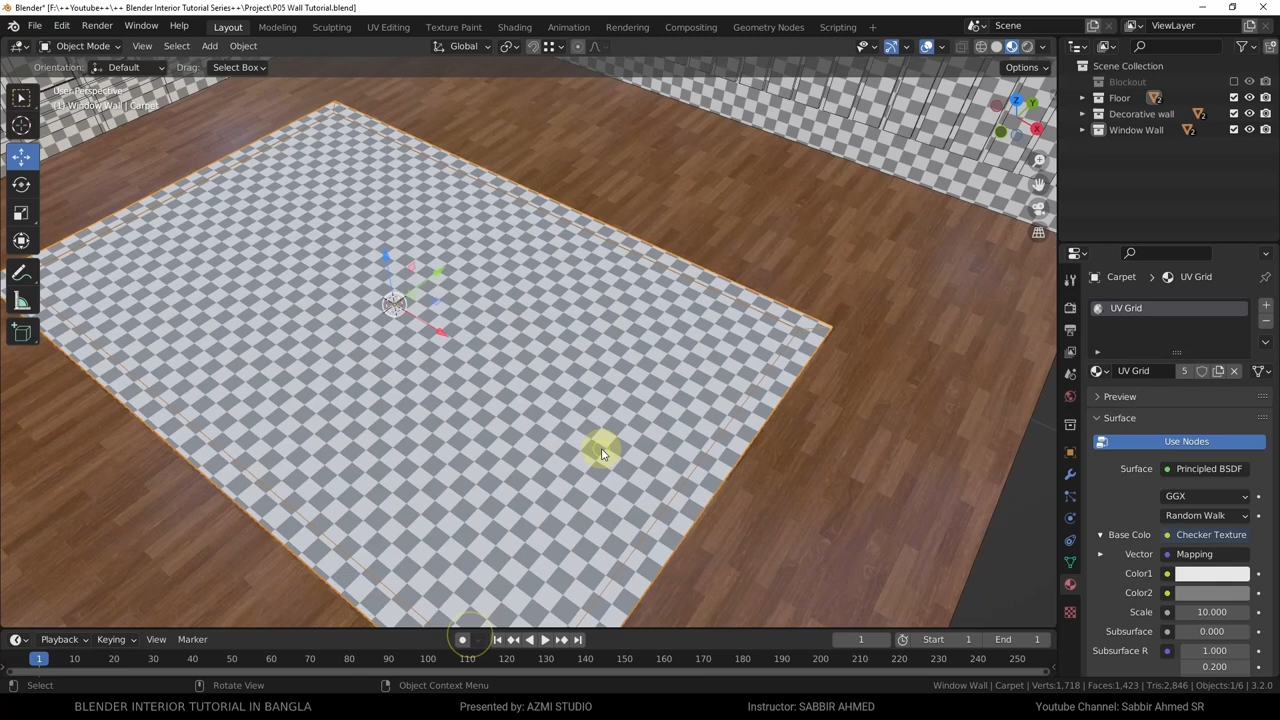 Blender* [F:\++Youtube++\++ Blender Interior Tutorial Series++\Project\P05 Wall Tutorial.blend]
File Edit Render Window Help Layout Modeling Sculpting UV Editing Texture Paint Shading Animation Rendering Compositing Geometry Nodes Scripting Scene ViewLayer
Object Mode View Select Add Object Global
Orientation: Default Drag: Select Box Options
User Perspective
(1) Window Wall | Carpet
Z
Y
X
Scene Collection
Blockout
Floor 2
Decorative wall 2
Window Wall 2
Carpet UV Grid
UV Grid
UV Grid 5
Preview
Surface
Use Nodes
Surface Principled BSDF
GGX
Random Walk
Base Colo Checker Texture
Vector Mapping
Color1
Color2
Scale 10.000
Subsurface 0.000
Subsurface R 1.000
0.200
Playback Keying View Marker 1 Start 1 End 1
1 10 20 30 40 50 60 70 80 90 100 110 120 130 140 150 160 170 180 190 200 210 220 230 240 250
Select Rotate View Object Context Menu Window Wall | Carpet | Verts:1,718 | Faces:1,423 | Tris:2,846 | Objects:1/6 | 3.2.0
BLENDER INTERIOR TUTORIAL IN BANGLA Presented by: AZMI STUDIO Instructor: SABBIR AHMED Youtube Channel: Sabbir Ahmed SR